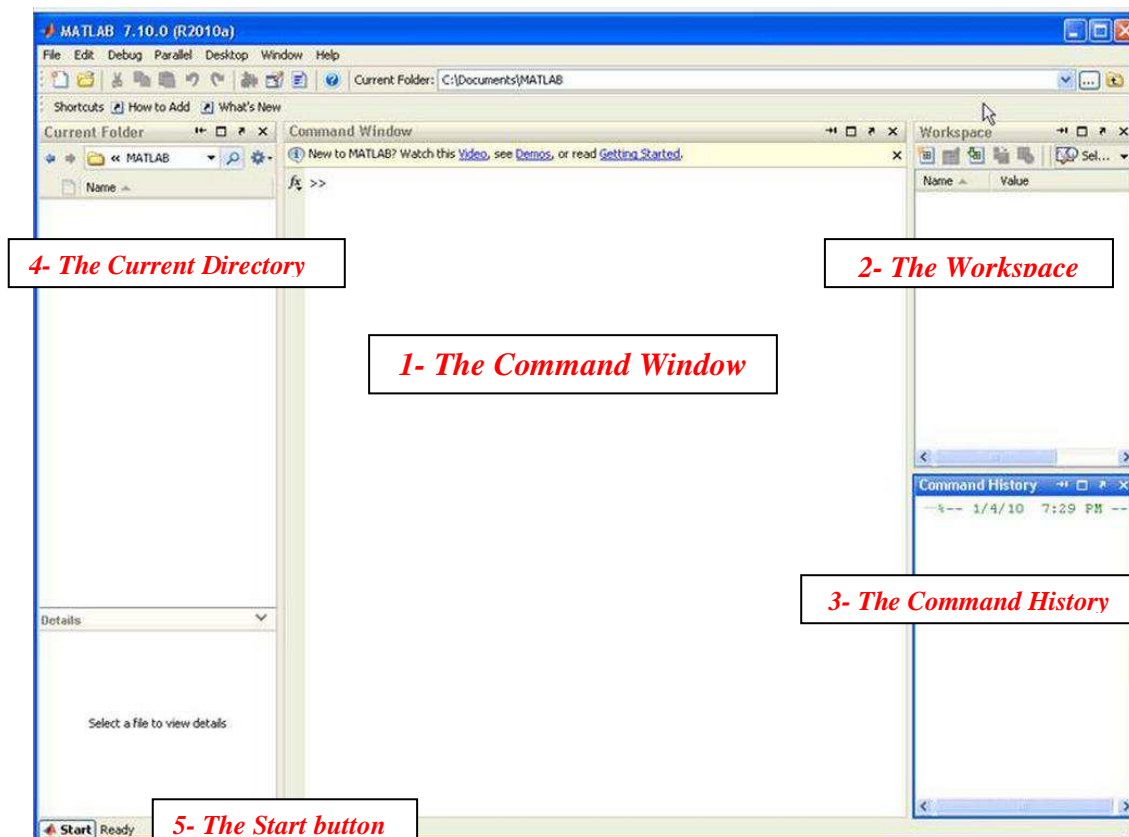 MATLAB 7.10.0 (R2010a)
File Edit Debug Parallel Desktop Window Help
Current Folder: C:\Documents\MATLAB
Shortcuts How to Add What's New
Current Folder
« MATLAB
Name
Command Window
New to MATLAB? Watch this Video, see Demos, or read Getting Started.
fx >>
Workspace
Sel...
Name Value
4- The Current Directory
2- The Workspace
1- The Command Window
Command History
%-- 1/4/10 7:29 PM --
3- The Command History
Details
Select a file to view details
5- The Start button
Start Ready